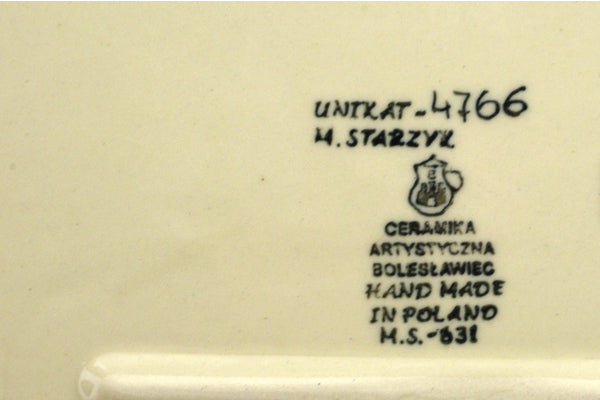 UNIKAT-4766
M. STARZYK
CERAMIKA
ARTYSTYCZNA
BOLESŁAWIEC
HAND MADE
IN POLAND
M.S.-831